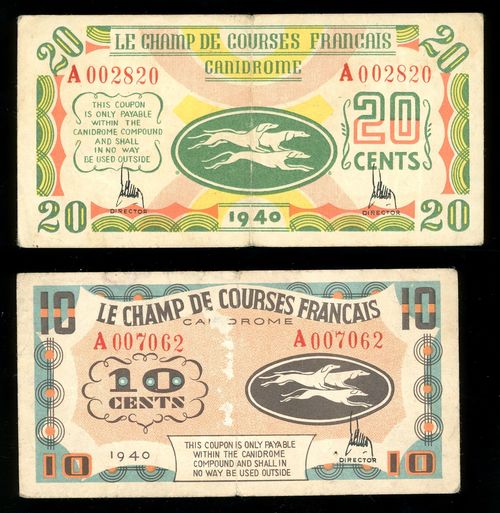 20 20
LE CHAMP DE COURSES FRANCAIS
CANIDROME
A 002820 A 002820
THIS COUPON
IS ONLY PAYABLE
WITHIN THE
CANIDROME COMPOUND
AND SHALL
IN NO WAY
BE USED OUTSIDE
20
CENTS
DIRECTOR DIRECTOR
20 1940 20
10 10
LE CHAMP DE COURSES FRANCAIS
CANIDROME
A 007062 A 007062
10
CENTS
1940
THIS COUPON IS ONLY PAYABLE
WITHIN THE CANIDROME
COMPOUND AND SHALL IN
NO WAY BE USED OUTSIDE
DIRECTOR
10 10